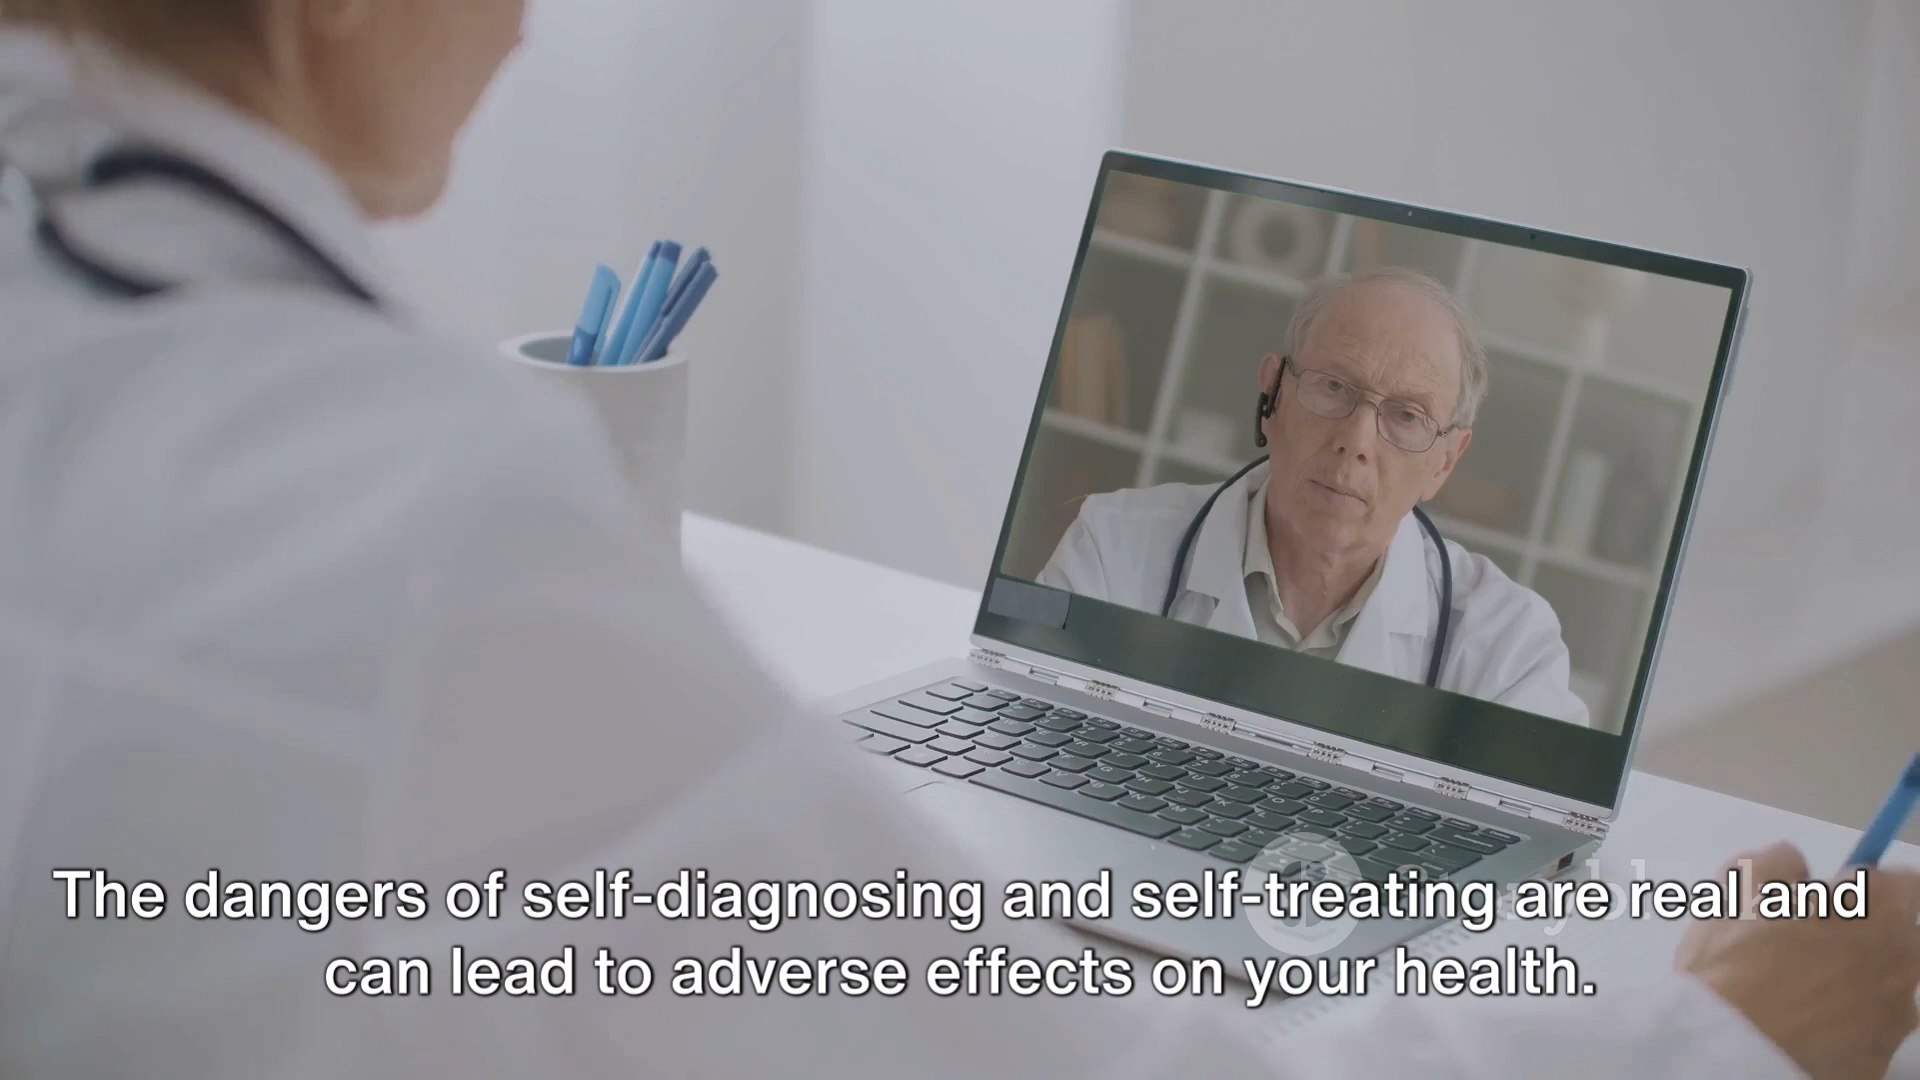 The dangers of self-diagnosing and self-treating are real and
can lead to adverse effects on your health.